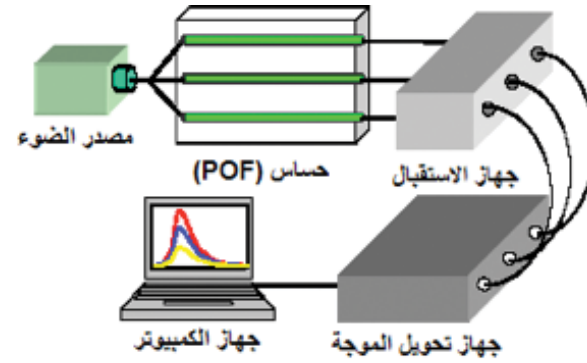 مصدر الضوء
حساس (POF)
جهاز الاستقبال
جهاز الكمبيوتر
جهاز تحويل الموجة